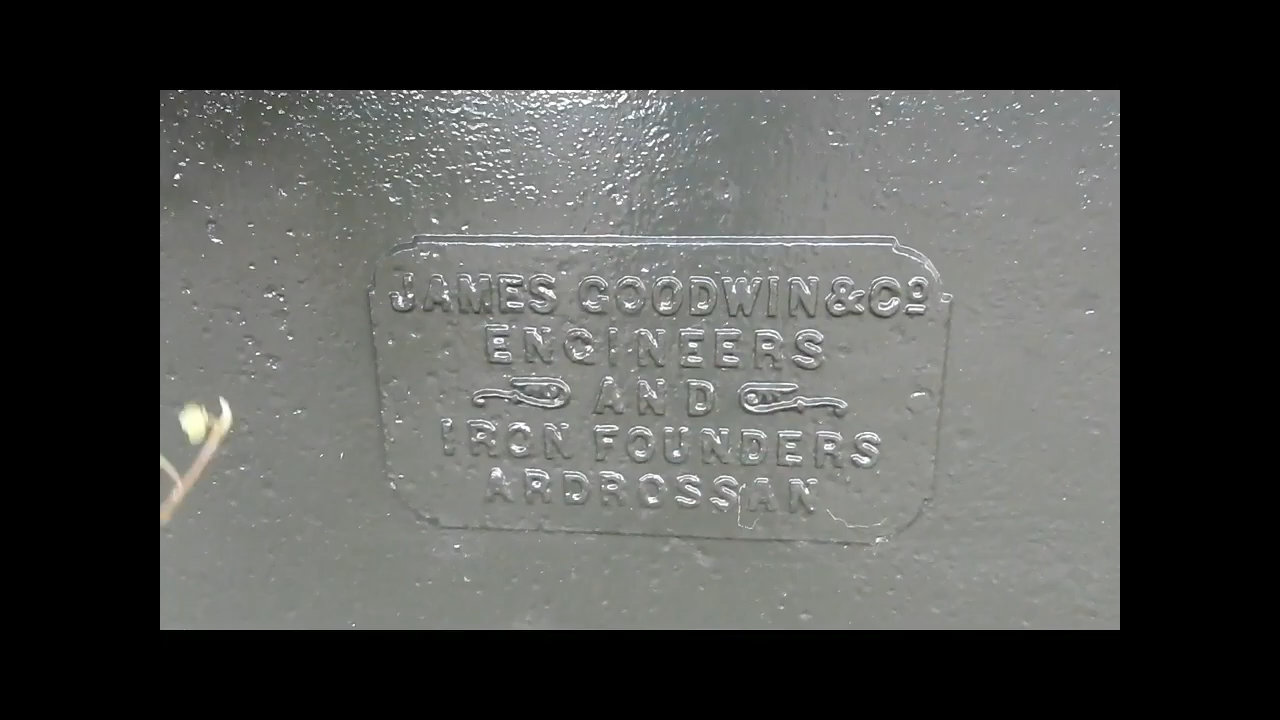 JAMES GOODWIN & Cº
ENGINEERS
AND
IRON FOUNDERS
ARDROSSAN